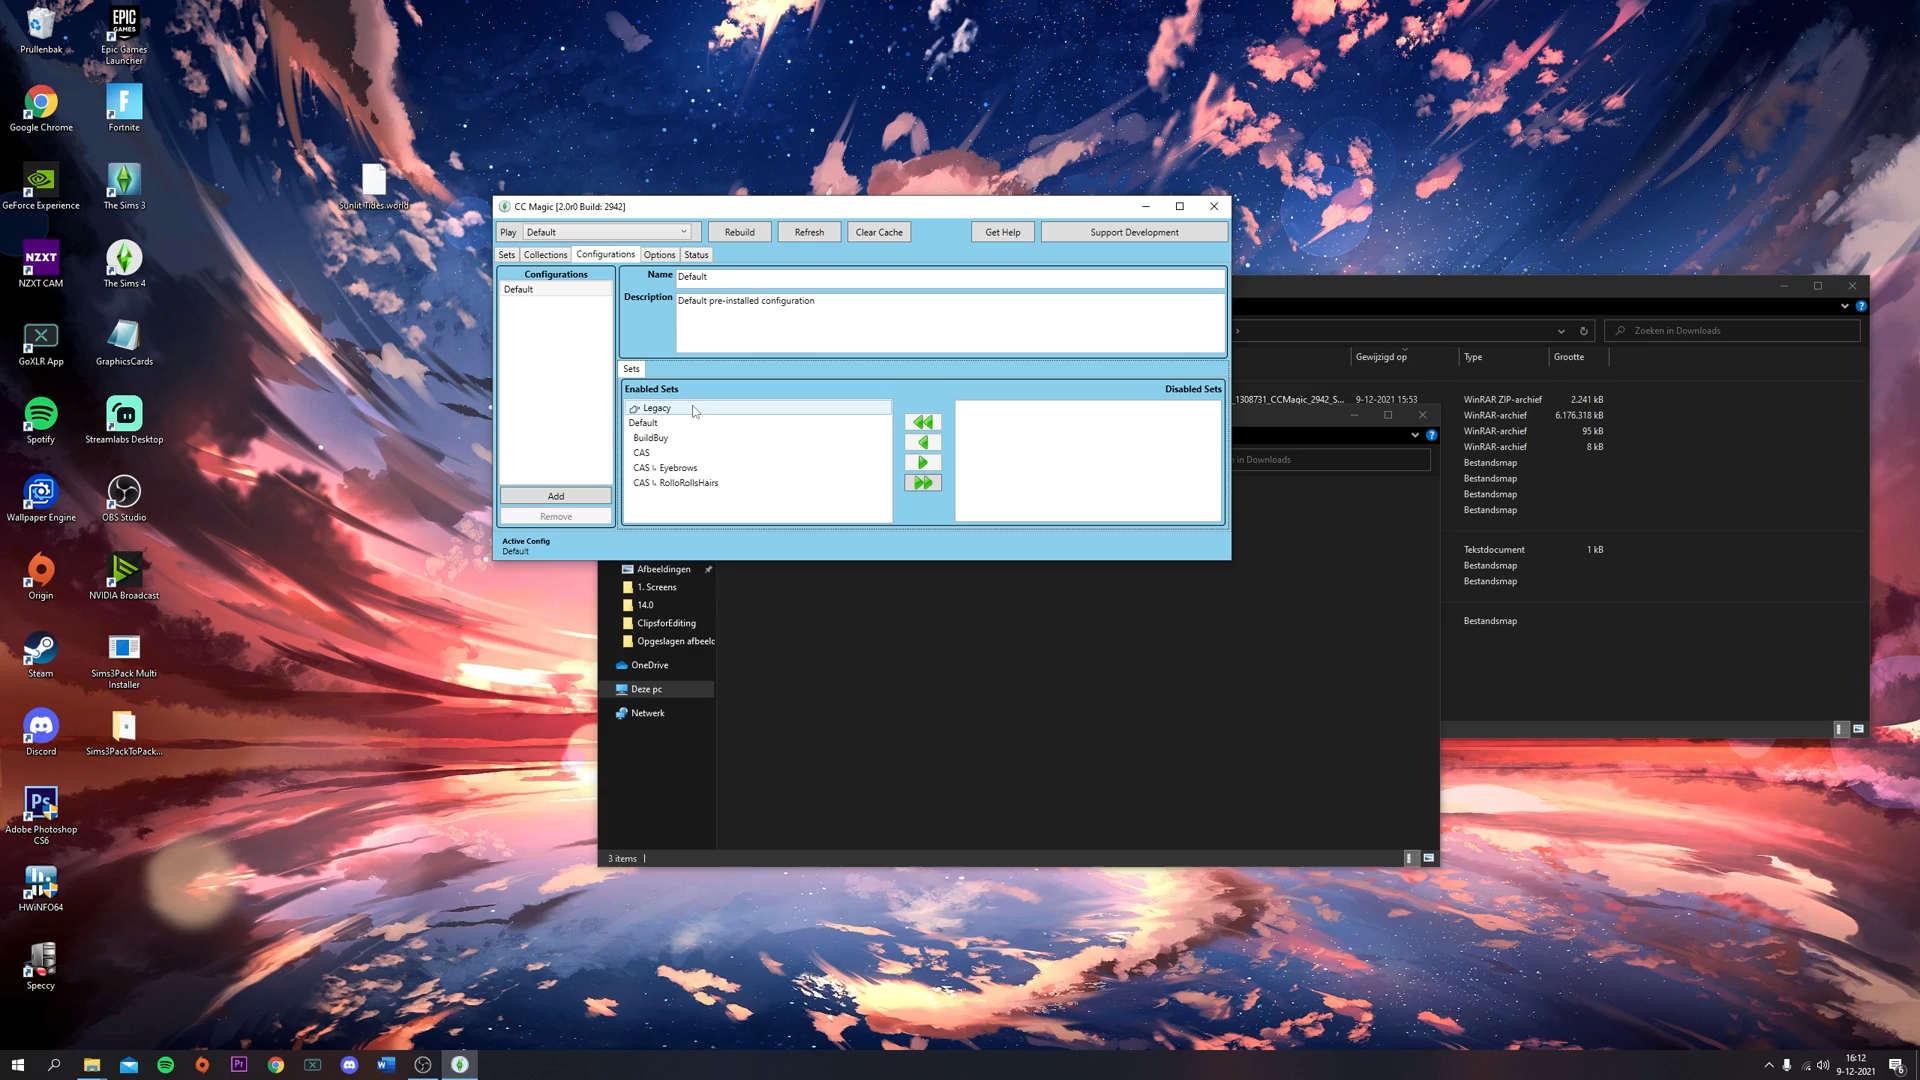 Prullenbak
EPIC
GAMES
Epic Games
Launcher
Google Chrome
Fortnite
GeForce Experience
The Sims 3
Sunlit Tides.world
NZXT
NZXT CAM
The Sims 4
GoXLR App
GraphicsCards
Spotify
Streamlabs Desktop
Wallpaper Engine
OBS Studio
Origin
NVIDIA Broadcast
Steam
Sims3Pack Multi
Installer
Discord
Sims3PackToPack...
Ps
Adobe Photoshop
CS6
HWiNFO64
Speccy
CC Magic [2.0r0 Build: 2942]
Play Default Rebuild Refresh Clear Cache Get Help Support Development
Sets Collections Configurations Options Status
Configurations
Default
Add
Remove
Name Default
Description Default pre-installed configuration
Sets
Enabled Sets Disabled Sets
Legacy
Default
BuildBuy
CAS
CAS ↳ Eyebrows
CAS ↳ RolloRollsHairs
Active Config
Default
Zoeken in Downloads
Gewijzigd op Type Grootte
_1308731_CCMagic_2942_S... 9-12-2021 15:53 WinRAR ZIP-archief 2.241 kB
WinRAR-archief 6.176.318 kB
WinRAR-archief 95 kB
WinRAR-archief 8 kB
Bestandsmap
Bestandsmap
Bestandsmap
Bestandsmap
Tekstdocument 1 kB
Bestandsmap
Bestandsmap
Bestandsmap
in Downloads
Afbeeldingen
1. Screens
14.0
ClipsforEditing
Opgeslagen afbeeld
OneDrive
Deze pc
Netwerk
3 items
Pr
16:12
9-12-2021